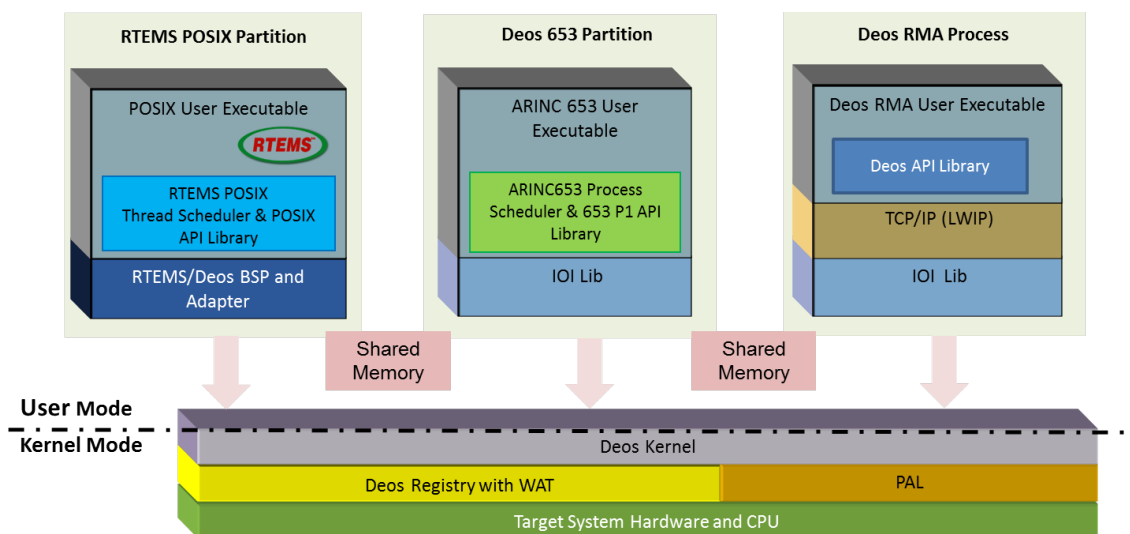 RTEMS POSIX Partition
POSIX User Executable
RTEMS™
RTEMS POSIX
Thread Scheduler & POSIX
API Library
RTEMS/Deos BSP and
Adapter
Deos 653 Partition
ARINC 653 User
Executable
ARINC653 Process
Scheduler & 653 P1 API
Library
IOI Lib
Deos RMA Process
Deos RMA User Executable
Deos API Library
TCP/IP (LWIP)
IOI Lib
Shared
Memory
Shared
Memory
User Mode
Kernel Mode
Deos Kernel
Deos Registry with WAT
PAL
Target System Hardware and CPU